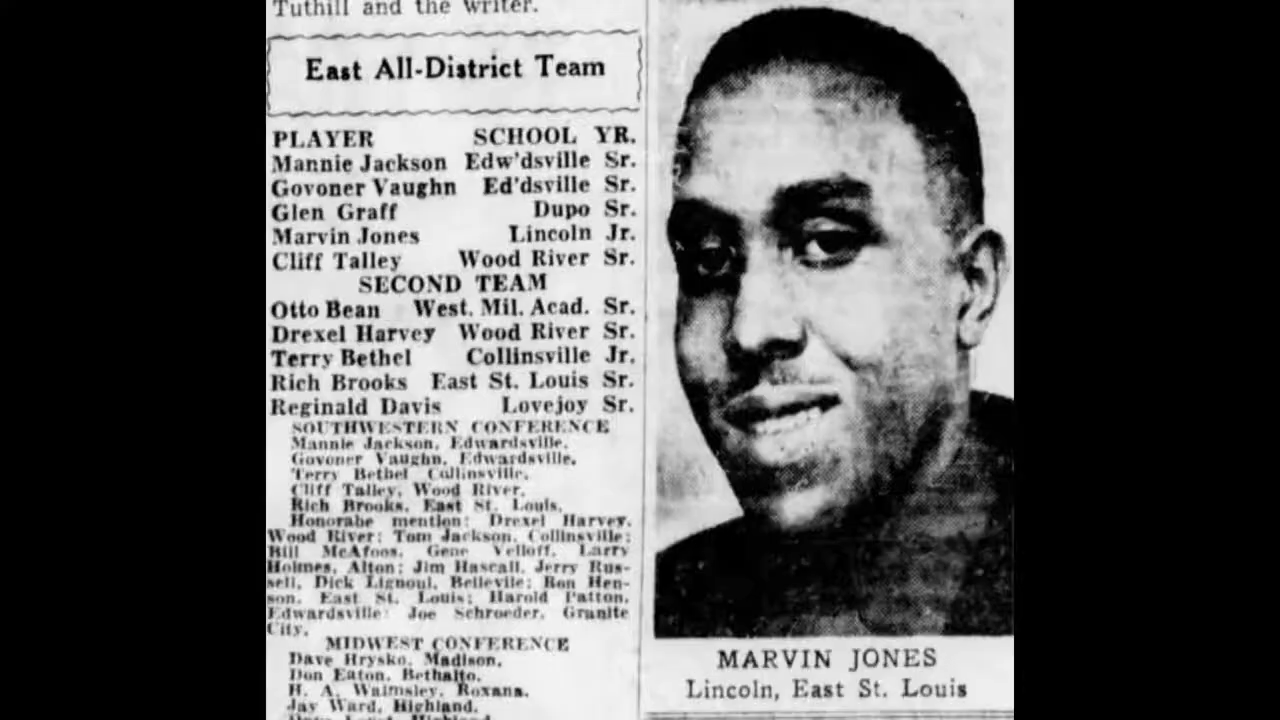 Tuthill and the writer.
East All-District Team
PLAYER SCHOOL YR.
Mannie Jackson Edw'dsville Sr.
Govoner Vaughn Ed'dsville Sr.
Glen Graff Dupo Sr.
Marvin Jones Lincoln Jr.
Cliff Talley Wood River Sr.
SECOND TEAM
Otto Bean West. Mil. Acad. Sr.
Drexel Harvey Wood River Sr.
Terry Bethel Collinsville Jr.
Rich Brooks East St. Louis Sr.
Reginald Davis Lovejoy Sr.
SOUTHWESTERN CONFERENCE
Mannie Jackson, Edwardsville.
Govoner Vaughn, Edwardsville.
Terry Bethel Collinsville.
Cliff Talley, Wood River.
Rich Brooks, East St. Louis.
Honorabe mention: Drexel Harvey,
Wood River; Tom Jackson, Collinsville;
Bill McAfoos, Gene Velloff, Larry
Holmes, Alton; Jim Hascall, Jerry Rus-
sell, Dick Lignoul, Belleville; Ron Hen-
son, East St. Louis; Harold Patton,
Edwardsville; Joe Schroeder, Granite
City.
MIDWEST CONFERENCE
Dave Hrysko, Madison.
Don Eaton, Bethalto.
H. A. Walmsley, Roxana.
Jay Ward, Highland.
Highland
MARVIN JONES
Lincoln, East St. Louis